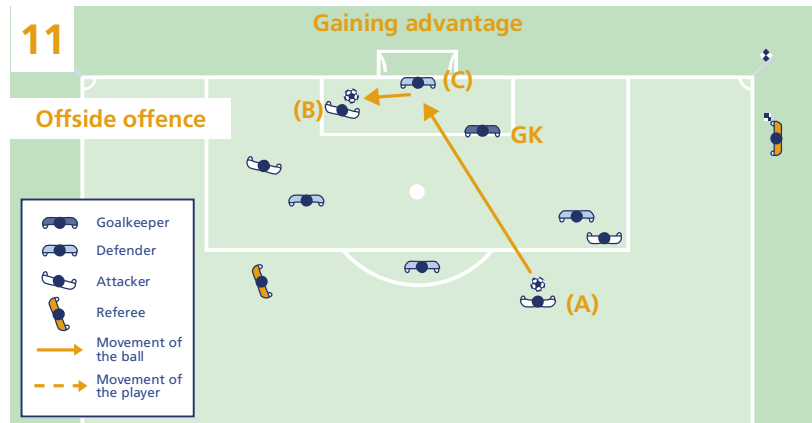 11
Gaining advantage
Offside offence
(C)
(B)
GK
(A)
Goalkeeper
Defender
Attacker
Referee
Movement of
the ball
Movement of
the player